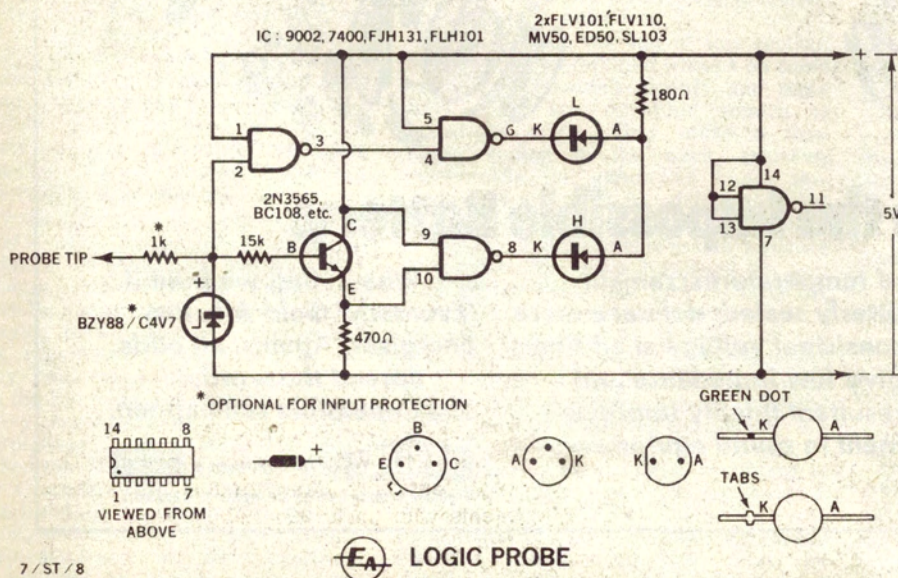 IC : 9002, 7400, FJH131, FLH101
2xFLV101, FLV110,
MV50, ED50, SL103
+
180Ω
L
1
2
3
5
4
6
K
A
2N3565,
BC108, etc.
*
1k
15k
B
C
E
PROBE TIP
9
10
8
K
H
A
12
13
14
11
7
5V
+
*
BZY88/C4V7
470Ω
*OPTIONAL FOR INPUT PROTECTION
GREEN DOT
K
A
14
8
1
7
VIEWED FROM
ABOVE
+
B
E
C
A
K
K
A
TABS
K
A
EA
LOGIC PROBE
7/ST/8